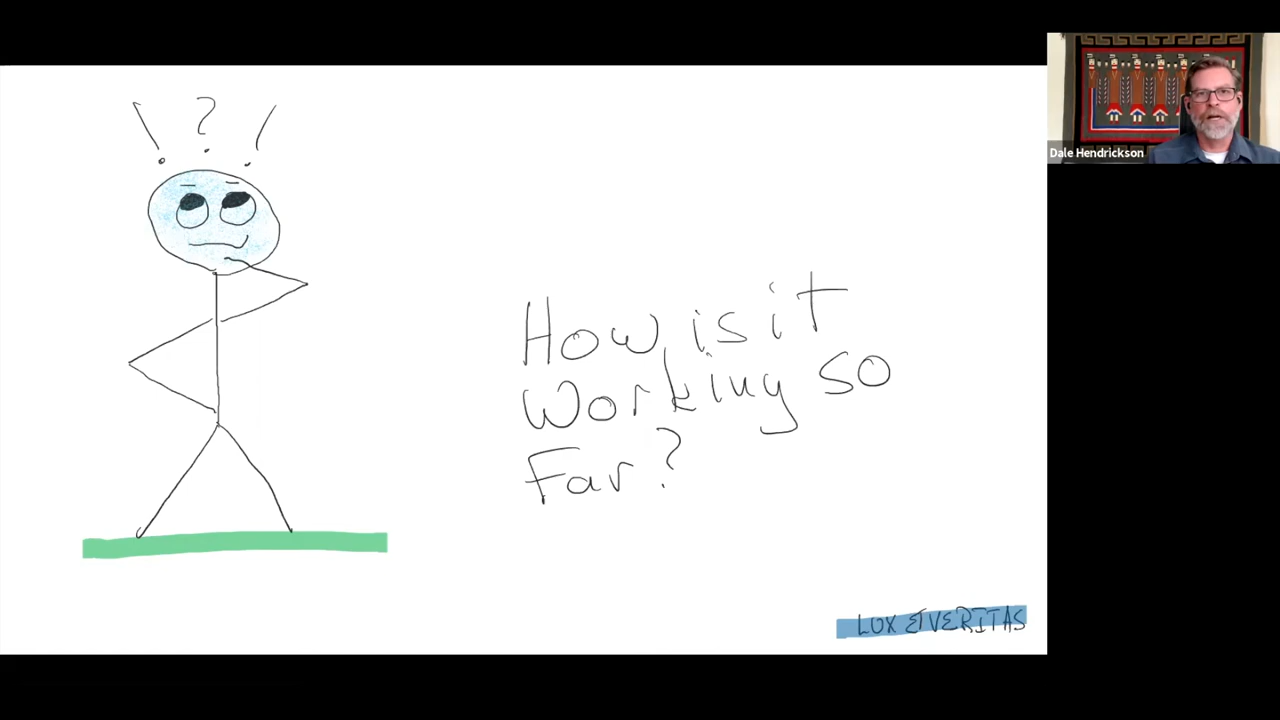 ! ? !
How is it
Working so
Far?
LUX ET VERITAS
Dale Hendrickson